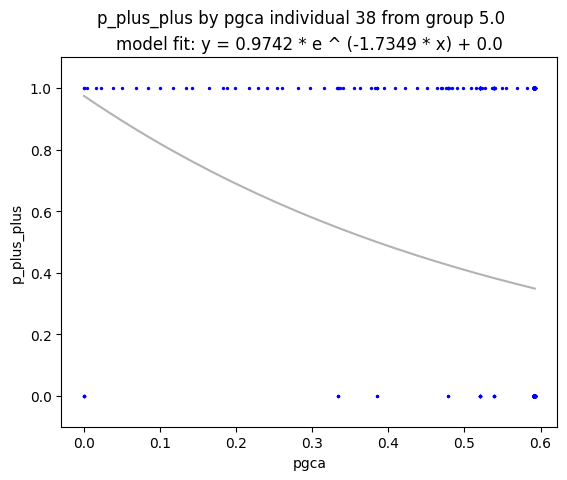 p_plus_plus by pgca individual 38 from group 5.0
model fit: y = 0.9742 * e ^ (-1.7349 * x) + 0.0
1.0
0.8
0.6
0.4
0.2
0.0
p_plus_plus
0.0 0.1 0.2 0.3 0.4 0.5 0.6
pgca